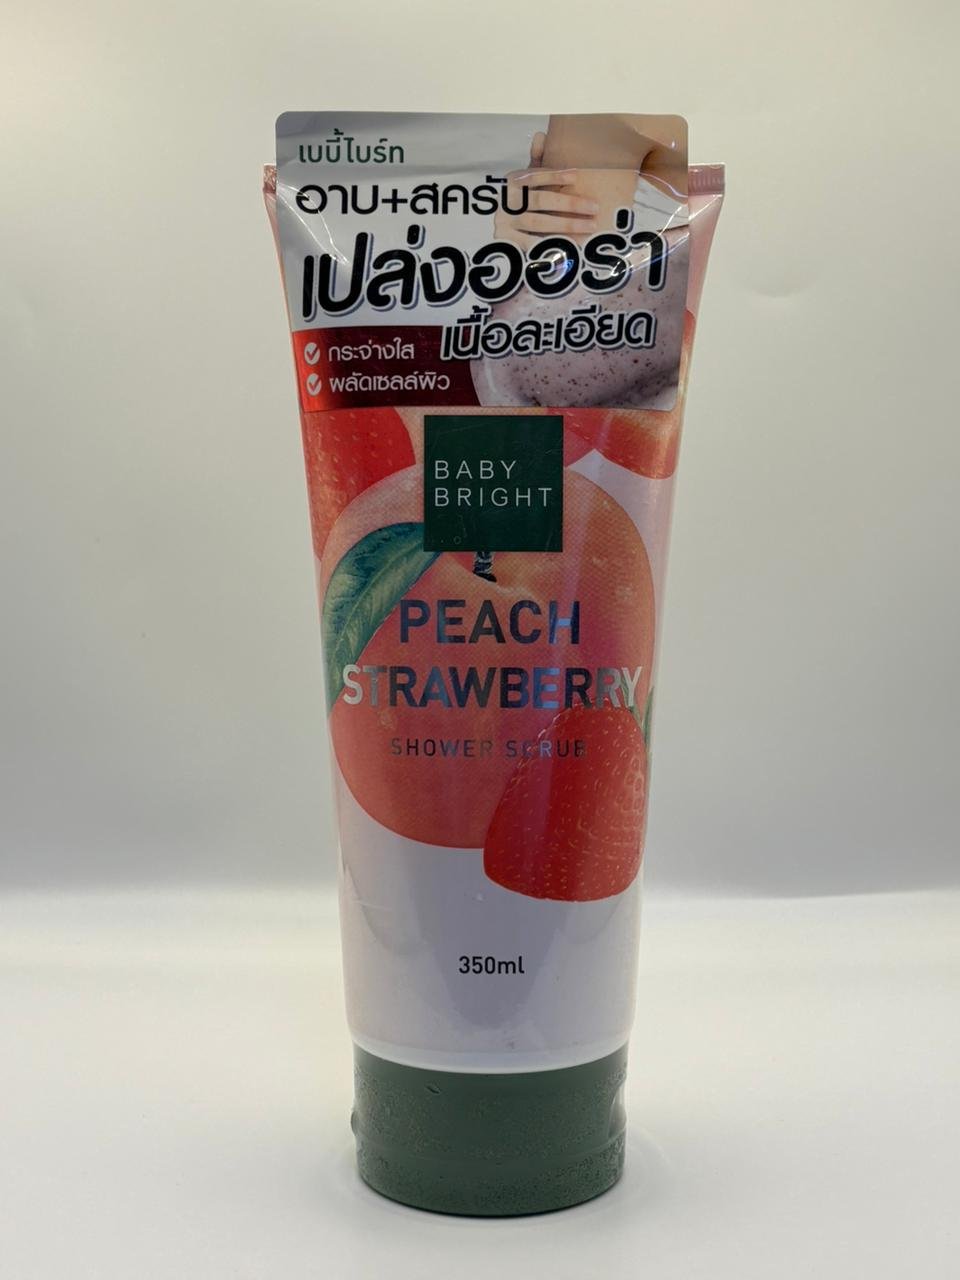 เบบี้ไบร์ท
อาบ+สครับ
เปล่งออร่า
เนื้อละเอียด
กระจ่างใส
ผลัดเซลล์ผิว
BABY
BRIGHT
PEACH
STRAWBERRY
SHOWER SCRUB
350ml